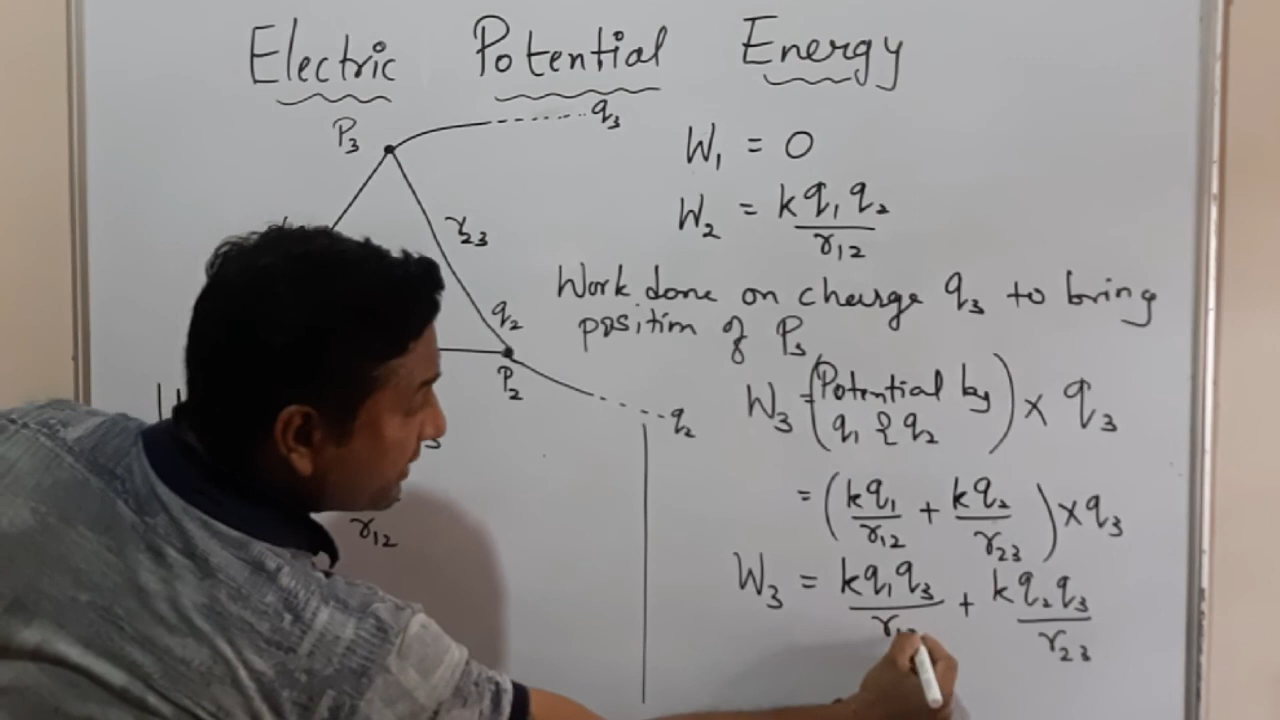 Electric Potential Energy
P₃
q₃
r₂₃
q₂
P₂
q₂
r₁₂
W₁ = 0
W₂ = kq₁q₂/r₁₂
Work done on charge q₃ to bring
position of P₃
W₃ = (Potential by q₁ & q₂) × q₃
= (kq₁/r₁₂ + kq₂/r₂₃) × q₃
W₃ = kq₁q₃/r₁ + kq₂q₃/r₂₃